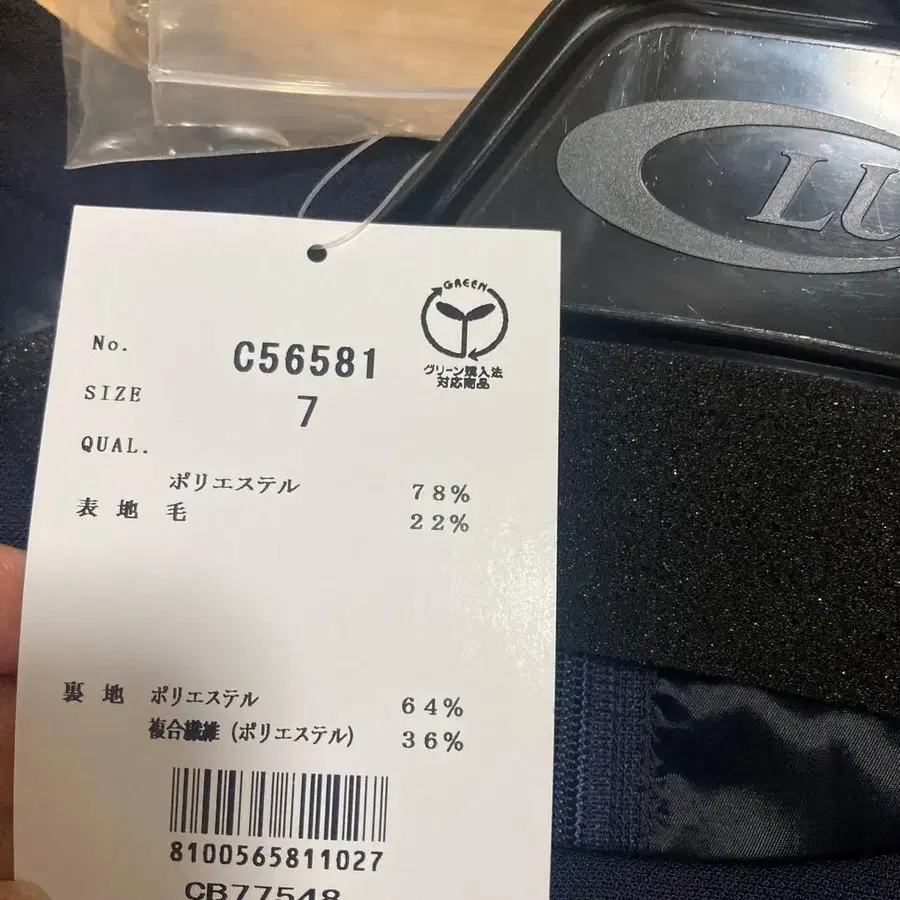 LU
GREEN
グリーン購入法
対応商品
No. C56581
SIZE 7
QUAL.
ポリエステル 78%
表地 毛 22%
裏地 ポリエステル 64%
複合繊維 (ポリエステル) 36%
8100565811027
CB77548